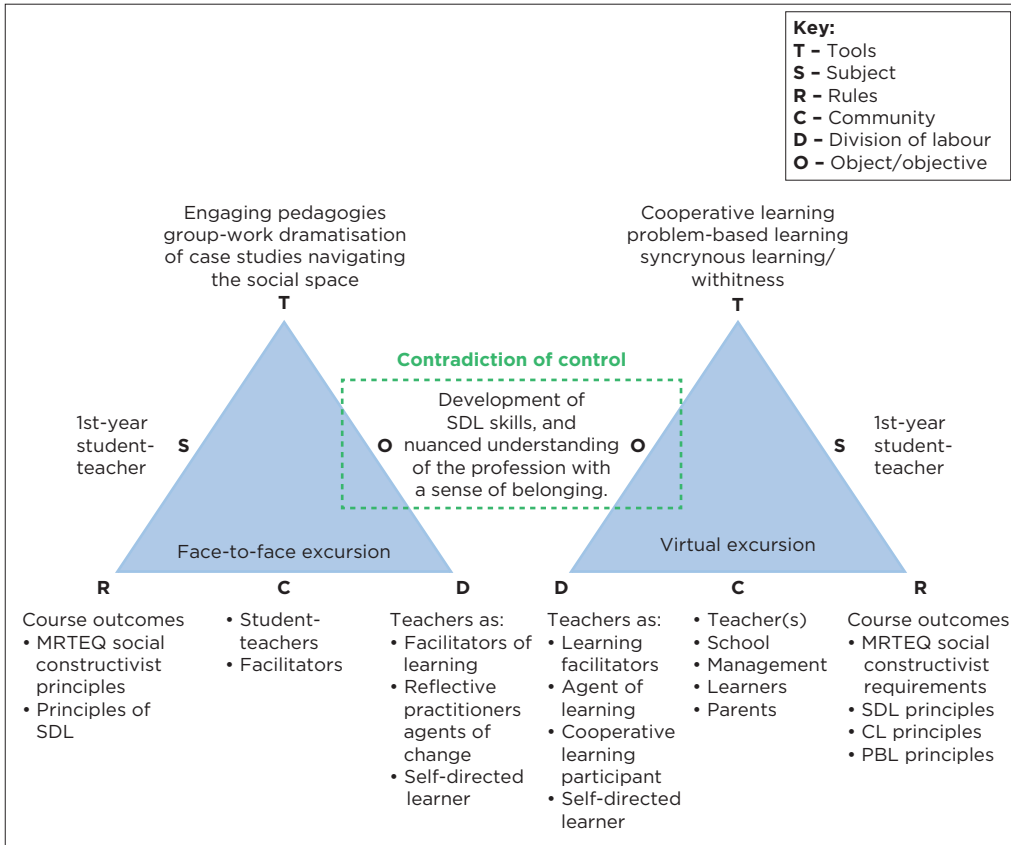 Key:
T – Tools
S – Subject
R – Rules
C – Community
D – Division of labour
O – Object/objective
Engaging pedagogies
group-work dramatisation
of case studies navigating
the social space
T
Cooperative learning
problem-based learning
syncrynous learning/
withitness
T
Contradiction of control
Development of
SDL skills, and
nuanced understanding
of the profession with
a sense of belonging.
1st-year
student-
teacher
S
O
O
S
1st-year
student-
teacher
Face-to-face excursion
Virtual excursion
R
C
D
D
C
R
Course outcomes
• MRTEQ social
constructivist
principles
• Principles of
SDL
• Student-
teachers
• Facilitators
Teachers as:
• Facilitators of
learning
• Reflective
practitioners
agents of
change
• Self-directed
learner
Teachers as:
• Learning
facilitators
• Agent of
learning
• Cooperative
learning
participant
• Self-directed
learner
• Teacher(s)
• School
• Management
• Learners
• Parents
Course outcomes
• MRTEQ social
constructivist
requirements
• SDL principles
• CL principles
• PBL principles